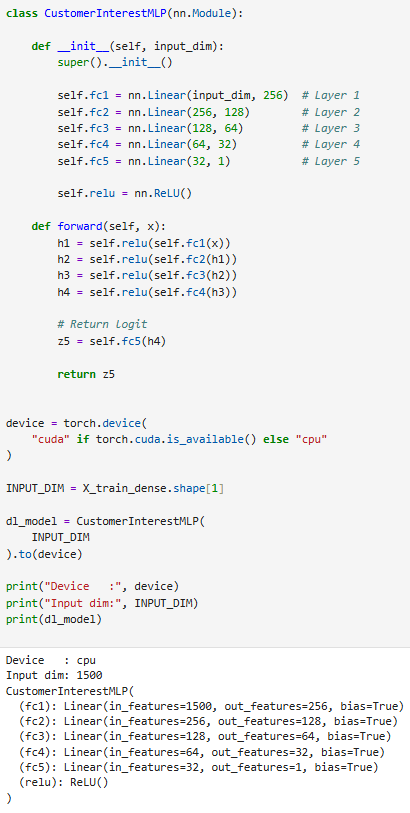 class CustomerInterestMLP(nn.Module):
def __init__(self, input_dim):
super().__init__()
self.fc1 = nn.Linear(input_dim, 256)  # Layer 1
self.fc2 = nn.Linear(256, 128)        # Layer 2
self.fc3 = nn.Linear(128, 64)         # Layer 3
self.fc4 = nn.Linear(64, 32)          # Layer 4
self.fc5 = nn.Linear(32, 1)           # Layer 5
self.relu = nn.ReLU()
def forward(self, x):
h1 = self.relu(self.fc1(x))
h2 = self.relu(self.fc2(h1))
h3 = self.relu(self.fc3(h2))
h4 = self.relu(self.fc4(h3))
# Return Logit
z5 = self.fc5(h4)
return z5
device = torch.device(
"cuda" if torch.cuda.is_available() else "cpu"
)
INPUT_DIM = X_train_dense.shape[1]
dl_model = CustomerInterestMLP(
INPUT_DIM
).to(device)
print("Device   :", device)
print("Input dim:", INPUT_DIM)
print(dl_model)
Device   : cpu
Input dim: 1500
CustomerInterestMLP(
(fc1): Linear(in_features=1500, out_features=256, bias=True)
(fc2): Linear(in_features=256, out_features=128, bias=True)
(fc3): Linear(in_features=128, out_features=64, bias=True)
(fc4): Linear(in_features=64, out_features=32, bias=True)
(fc5): Linear(in_features=32, out_features=1, bias=True)
(relu): ReLU()
)